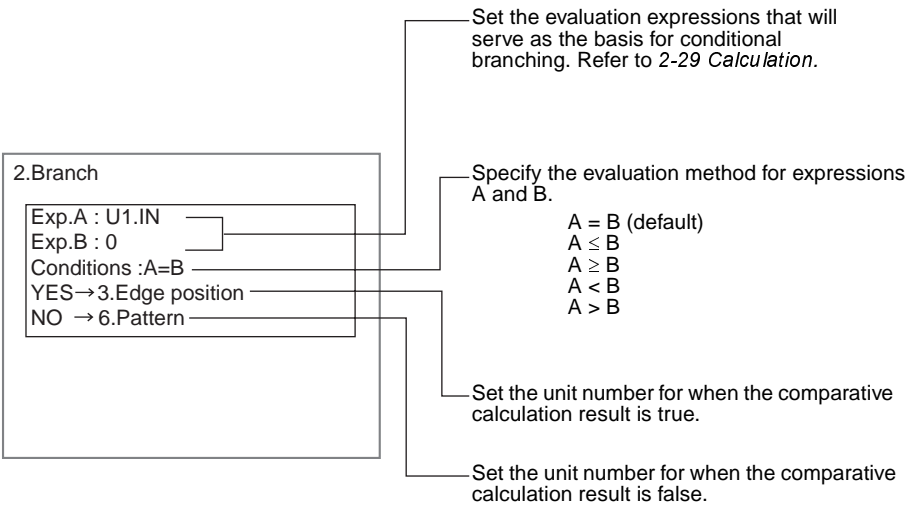 Set the evaluation expressions that will
serve as the basis for conditional
branching. Refer to 2-29 Calculation.
2.Branch
Exp.A : U1.IN
Exp.B : 0
Conditions :A=B
YES→3.Edge position
NO →6.Pattern
Specify the evaluation method for expressions
A and B.
A = B (default)
A ≤ B
A ≥ B
A < B
A > B
Set the unit number for when the comparative
calculation result is true.
Set the unit number for when the comparative
calculation result is false.